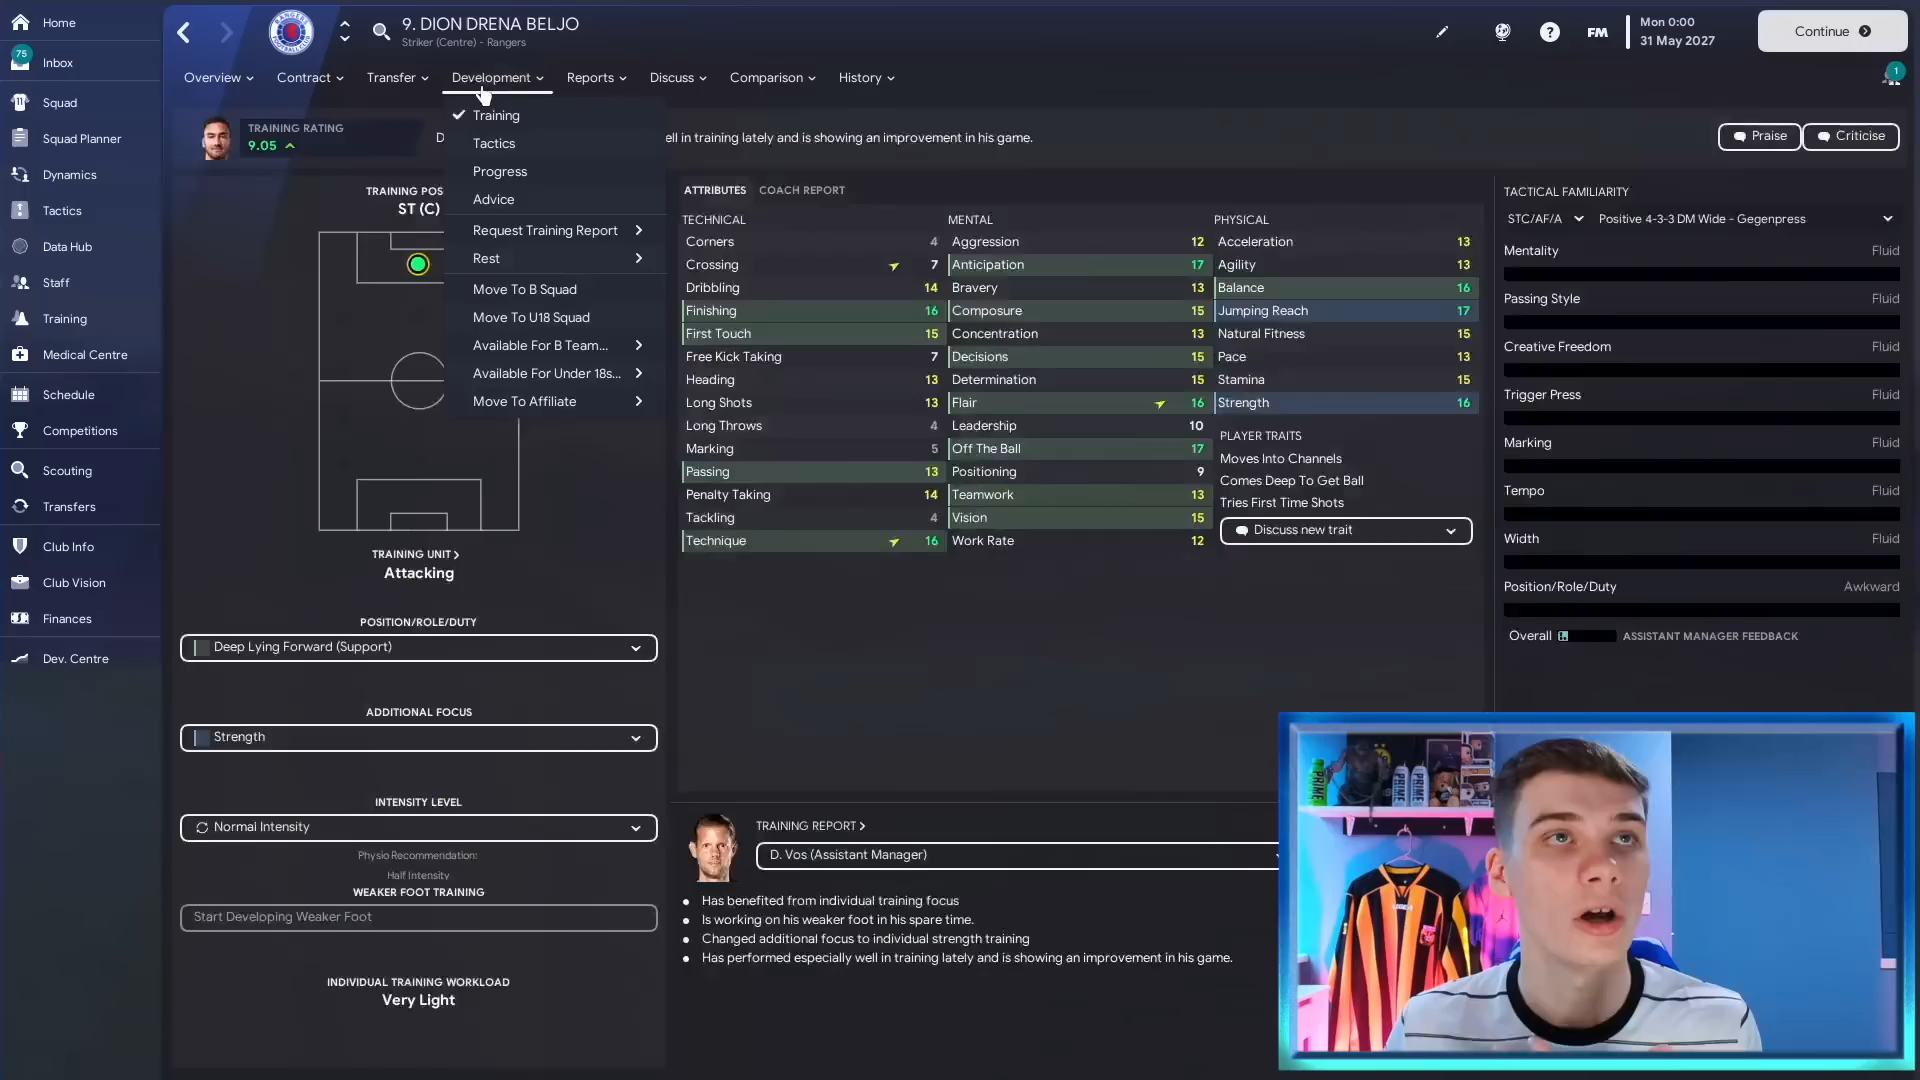 Home
75
Inbox
Squad
Squad Planner
Dynamics
Tactics
Data Hub
Staff
Training
Medical Centre
Schedule
Competitions
Scouting
Transfers
Club Info
Club Vision
Finances
Dev. Centre
9. DION DRENA BELJO
Striker (Centre) - Rangers
FM
Mon 0:00
31 May 2027
Continue
1
Overview
Contract
Transfer
Development
Reports
Discuss
Comparison
History
TRAINING RATING
9.05
D
ell in training lately and is showing an improvement in his game.
Praise
Criticise
Training
Tactics
Progress
Advice
Request Training Report
Rest
Move To B Squad
Move To U18 Squad
Available For B Team...
Available For Under 18s...
Move To Affiliate
TRAINING POS
ST (C)
TRAINING UNIT
Attacking
POSITION/ROLE/DUTY
Deep Lying Forward (Support)
ADDITIONAL FOCUS
Strength
INTENSITY LEVEL
Normal Intensity
Physio Recommendation:
Half Intensity
WEAKER FOOT TRAINING
Start Developing Weaker Foot
INDIVIDUAL TRAINING WORKLOAD
Very Light
ATTRIBUTES COACH REPORT
TECHNICAL
Corners 4
Crossing 7
Dribbling 14
Finishing 16
First Touch 15
Free Kick Taking 7
Heading 13
Long Shots 13
Long Throws 4
Marking 5
Passing 13
Penalty Taking 14
Tackling 4
Technique 16
MENTAL
Aggression 12
Anticipation 17
Bravery 13
Composure 15
Concentration 13
Decisions 15
Determination 15
Flair 16
Leadership 10
Off The Ball 17
Positioning 9
Teamwork 13
Vision 15
Work Rate 12
PHYSICAL
Acceleration 13
Agility 13
Balance 16
Jumping Reach 17
Natural Fitness 15
Pace 13
Stamina 15
Strength 16
PLAYER TRAITS
Moves Into Channels
Comes Deep To Get Ball
Tries First Time Shots
Discuss new trait
TACTICAL FAMILIARITY
STC/AF/A Positive 4-3-3 DM Wide - Gegenpress
Mentality Fluid
Passing Style Fluid
Creative Freedom Fluid
Trigger Press Fluid
Marking Fluid
Tempo Fluid
Width Fluid
Position/Role/Duty Awkward
Overall ASSISTANT MANAGER FEEDBACK
TRAINING REPORT
D. Vos (Assistant Manager)
Has benefited from individual training focus
Is working on his weaker foot in his spare time.
Changed additional focus to individual strength training
Has performed especially well in training lately and is showing an improvement in his game.
PRIME
PRIME
PRIME